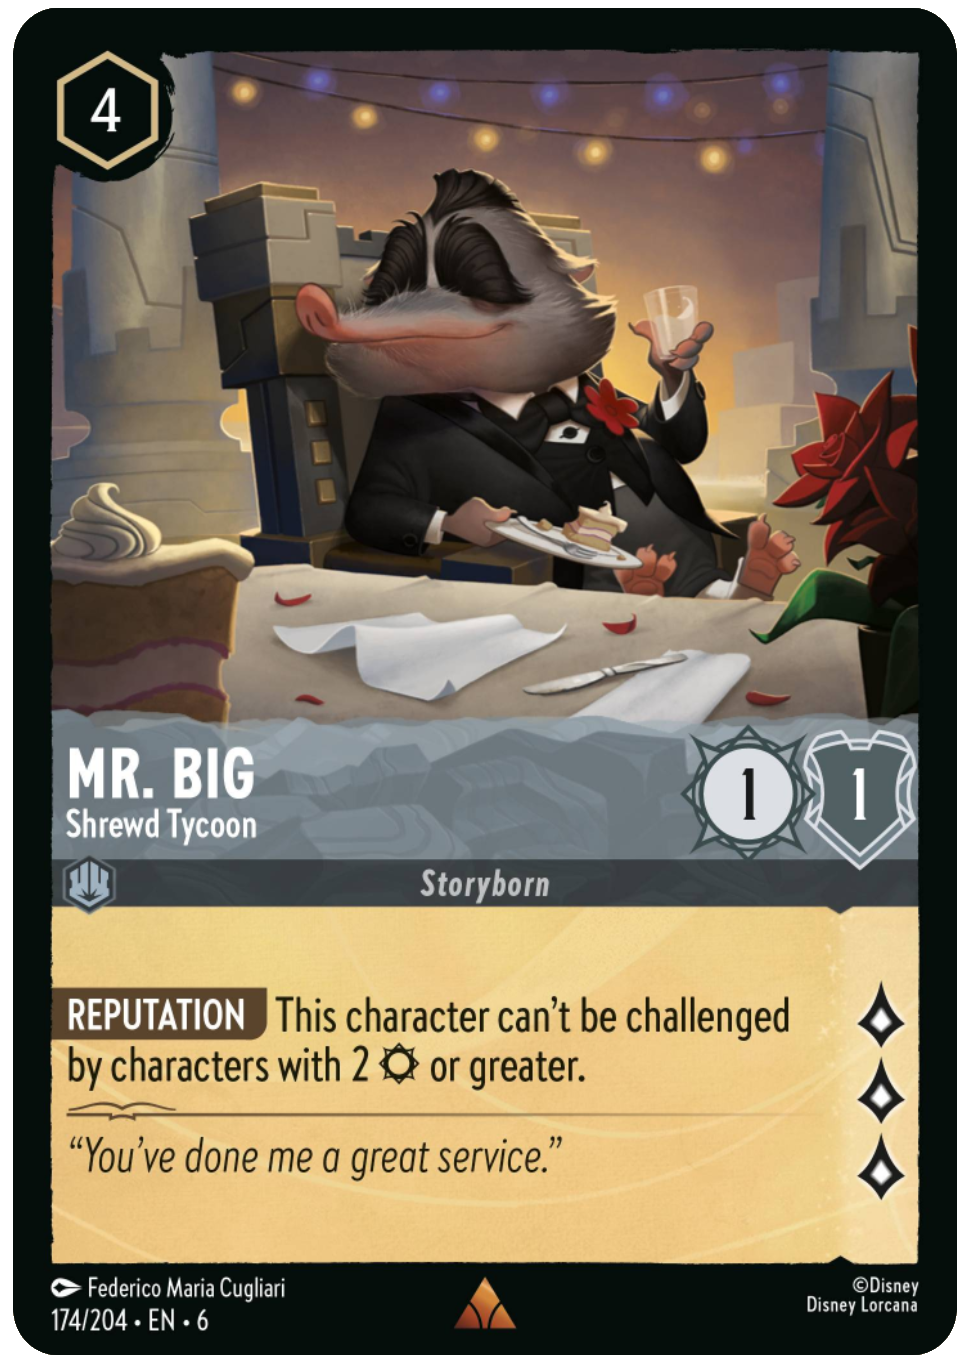 4
MR. BIG
Shrewd Tycoon
1
1
Storyborn
REPUTATION This character can't be challenged
by characters with 2 or greater.
“You've done me a great service.”
Federico Maria Cugliari
174/204 • EN • 6
©Disney
Disney Lorcana